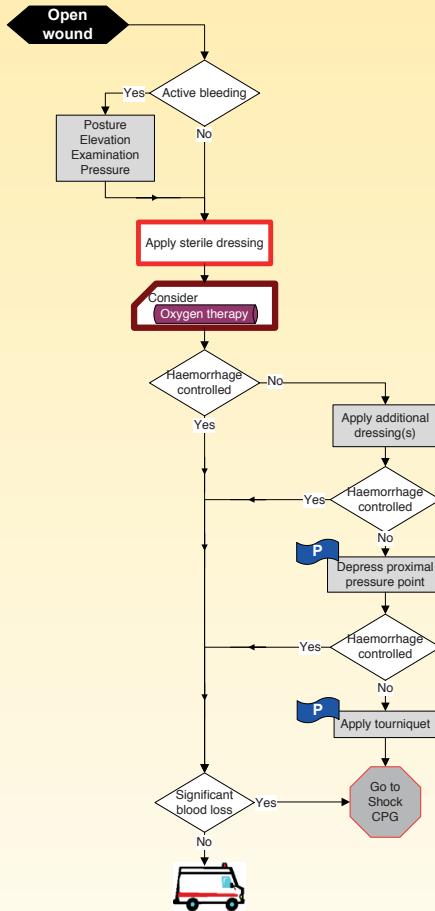 Open
wound
Active bleeding
Yes
No
Posture
Elevation
Examination
Pressure
Apply sterile dressing
Consider
Oxygen therapy
Haemorrhage
controlled
No
Yes
Apply additional
dressing(s)
Haemorrhage
controlled
Yes
No
P
Depress proximal
pressure point
Haemorrhage
controlled
Yes
No
P
Apply tourniquet
Go to
Shock
CPG
Significant
blood loss
Yes
No